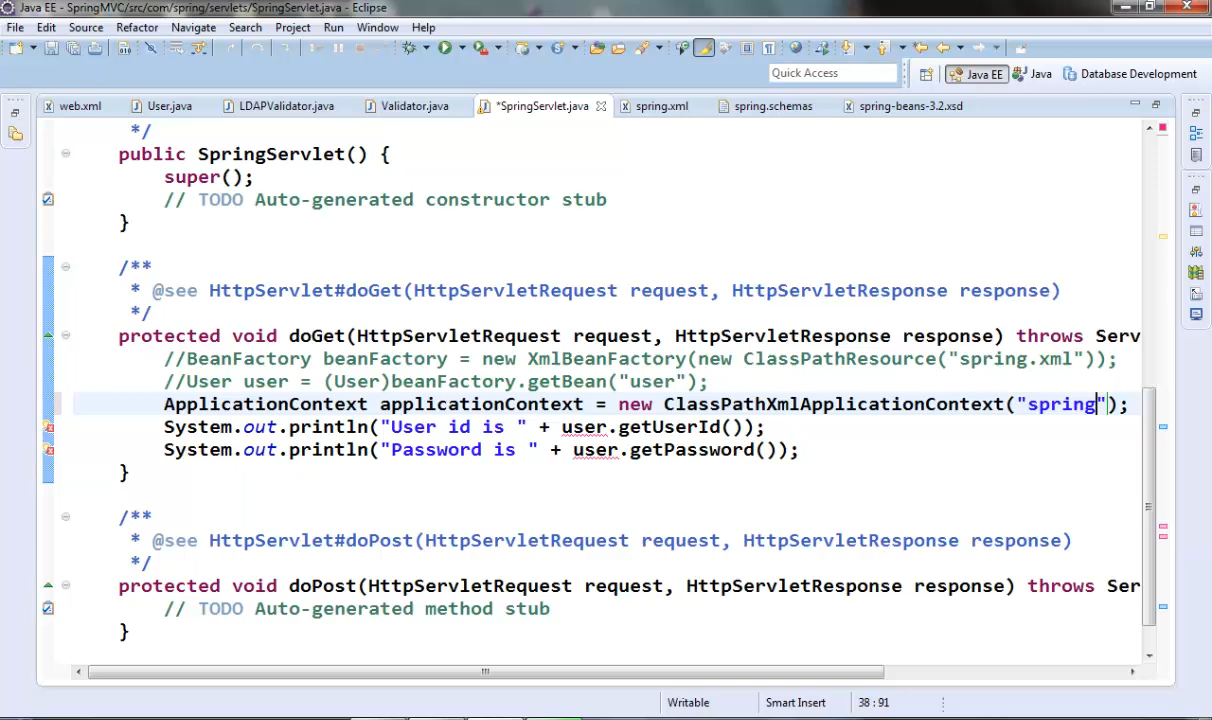 Java EE - SpringMVC/src/com/spring/servlets/SpringServlet.java - Eclipse
File Edit Source Refactor Navigate Search Project Run Window Help
Quick Access
Java EE Java Database Development
web.xml User.java LDAPValidator.java Validator.java *SpringServlet.java spring.xml spring.schemas spring-beans-3.2.xsd
*/
public SpringServlet() {
super();
// TODO Auto-generated constructor stub
}
/**
* @see HttpServlet#doGet(HttpServletRequest request, HttpServletResponse response)
*/
protected void doGet(HttpServletRequest request, HttpServletResponse response) throws Serv
//BeanFactory beanFactory = new XmlBeanFactory(new ClassPathResource("spring.xml"));
//User user = (User)beanFactory.getBean("user");
ApplicationContext applicationContext = new ClassPathXmlApplicationContext("spring");
System.out.println("User id is " + user.getUserId());
System.out.println("Password is " + user.getPassword());
}
/**
* @see HttpServlet#doPost(HttpServletRequest request, HttpServletResponse response)
*/
protected void doPost(HttpServletRequest request, HttpServletResponse response) throws Ser
// TODO Auto-generated method stub
}
Writable Smart Insert 38 : 91